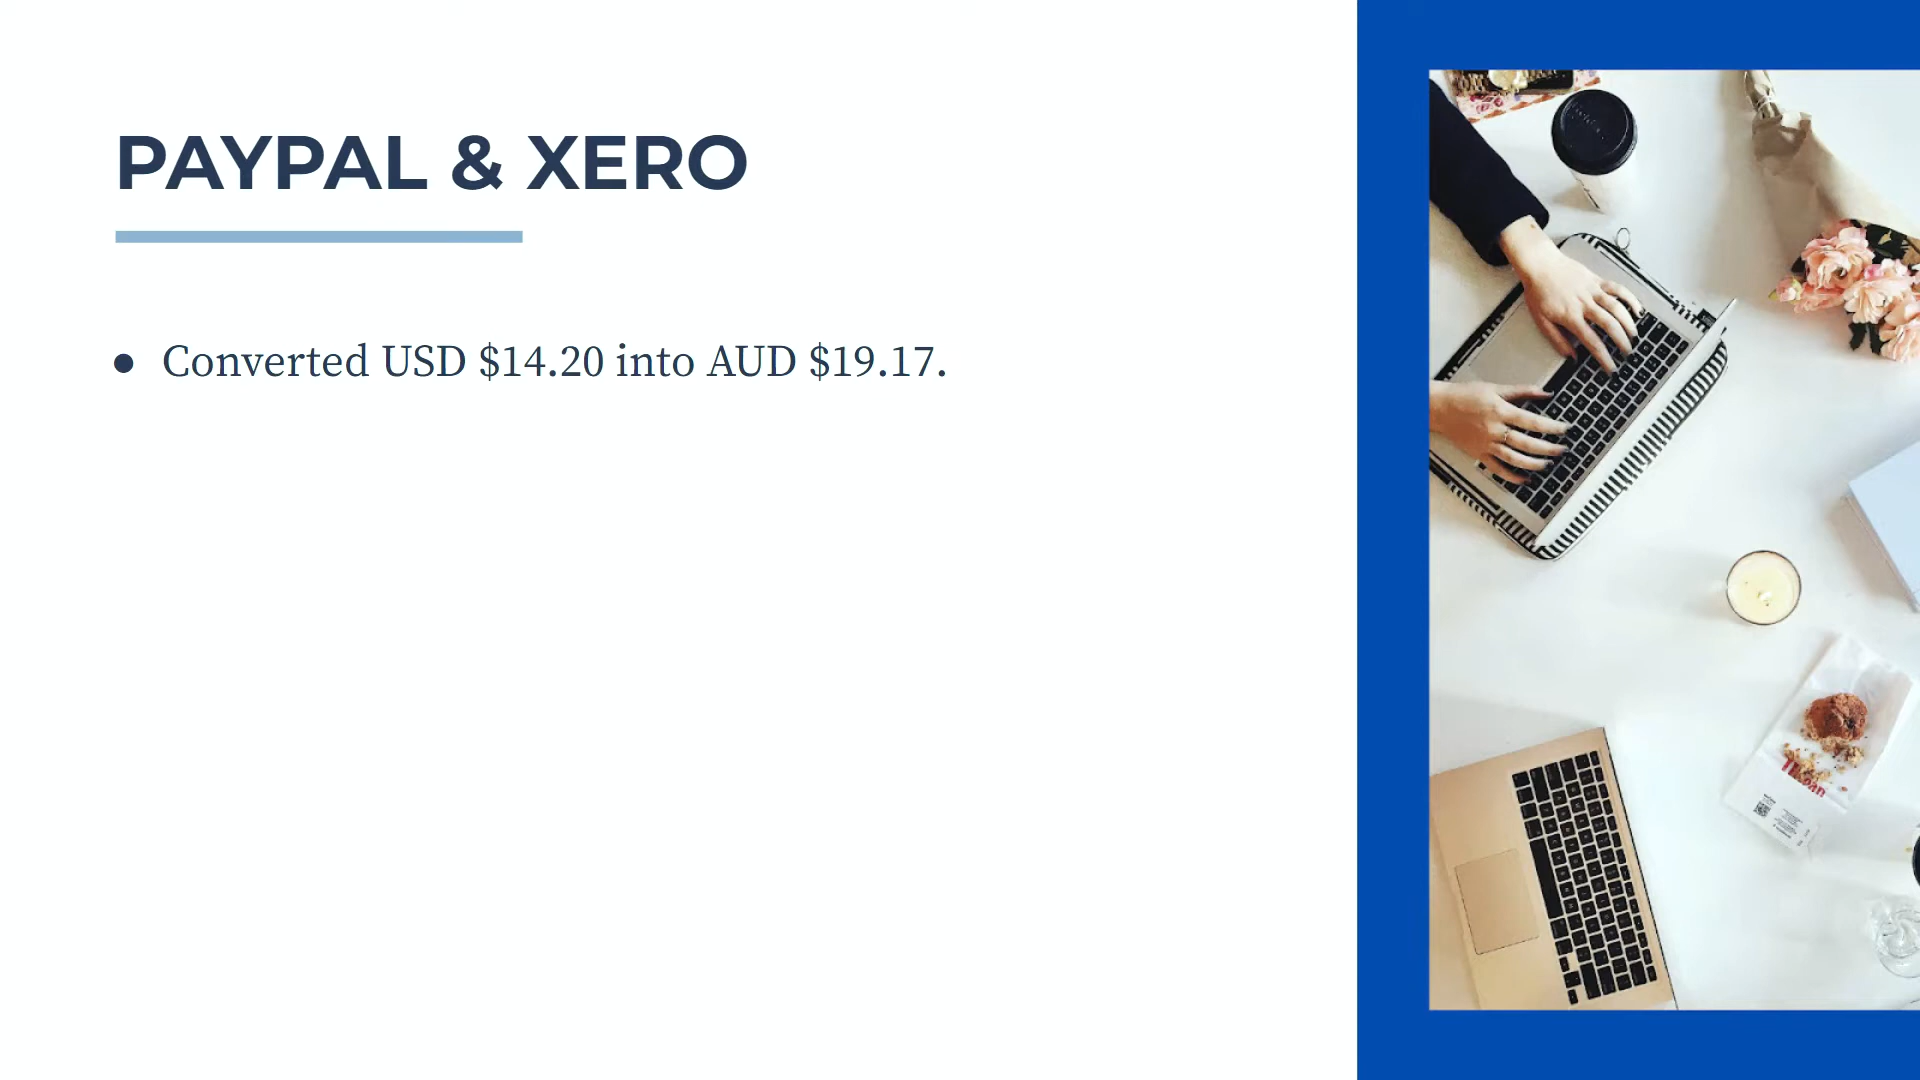 PAYPAL & XERO
● Converted USD $14.20 into AUD $19.17.